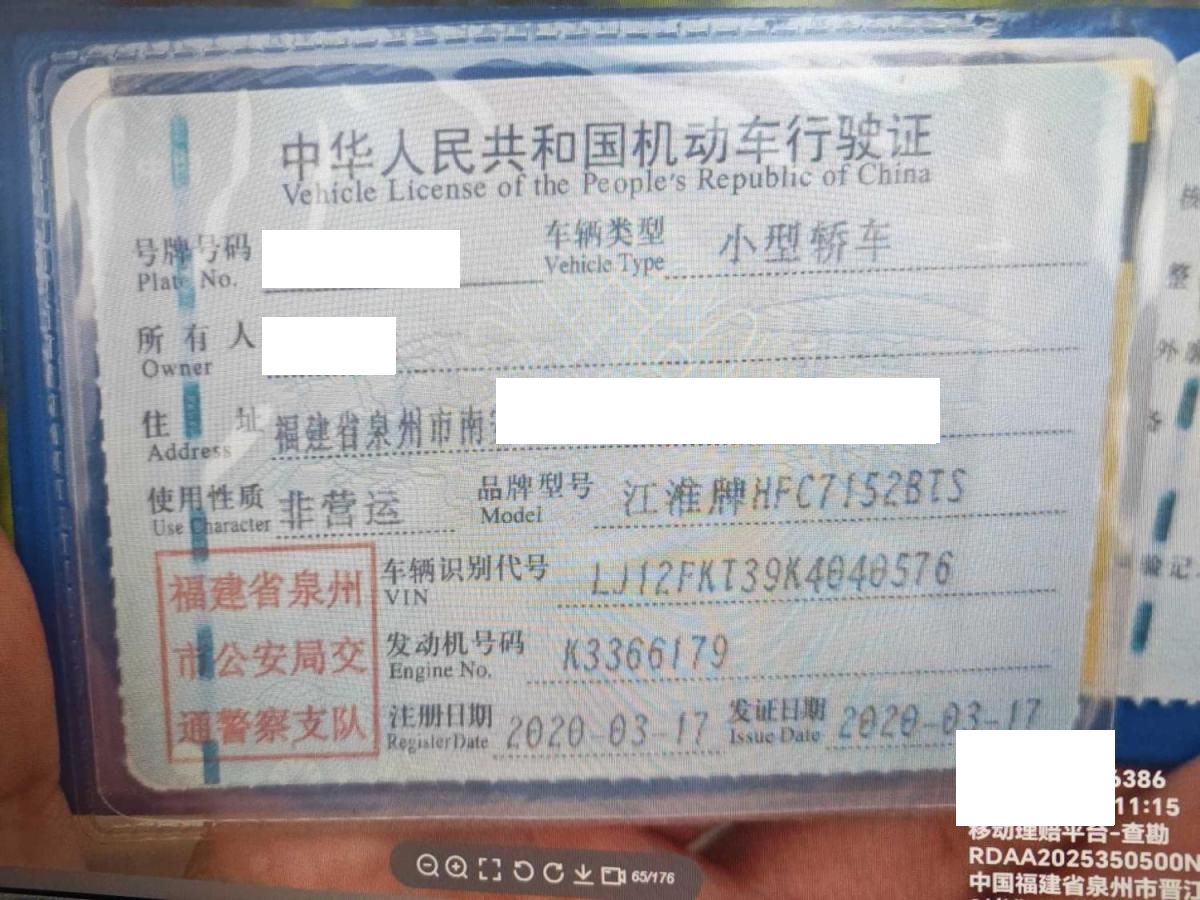 中华人民共和国机动车行驶证
Vehicle License of the People's Republic of China
号牌号码 车辆类型 小型轿车
Plate No. Vehicle Type
所有人
Owner
住址 福建省泉州市南
Address
使用性质 非营运 品牌型号 江淮牌HFC7152BTS
Use Character Model
福建省泉州 车辆识别代号 LJ12FKT39K4040576
VIN
市公安局交 发动机号码 K3366179
Engine No.
通警察支队 注册日期 2020-03-17 发证日期 2020-03-17
Register Date Issue Date
整
外
验记
6386
11:15
移动理赔平台-查勘
RDAA2025350500N
中国福建省泉州市晋江
65/176